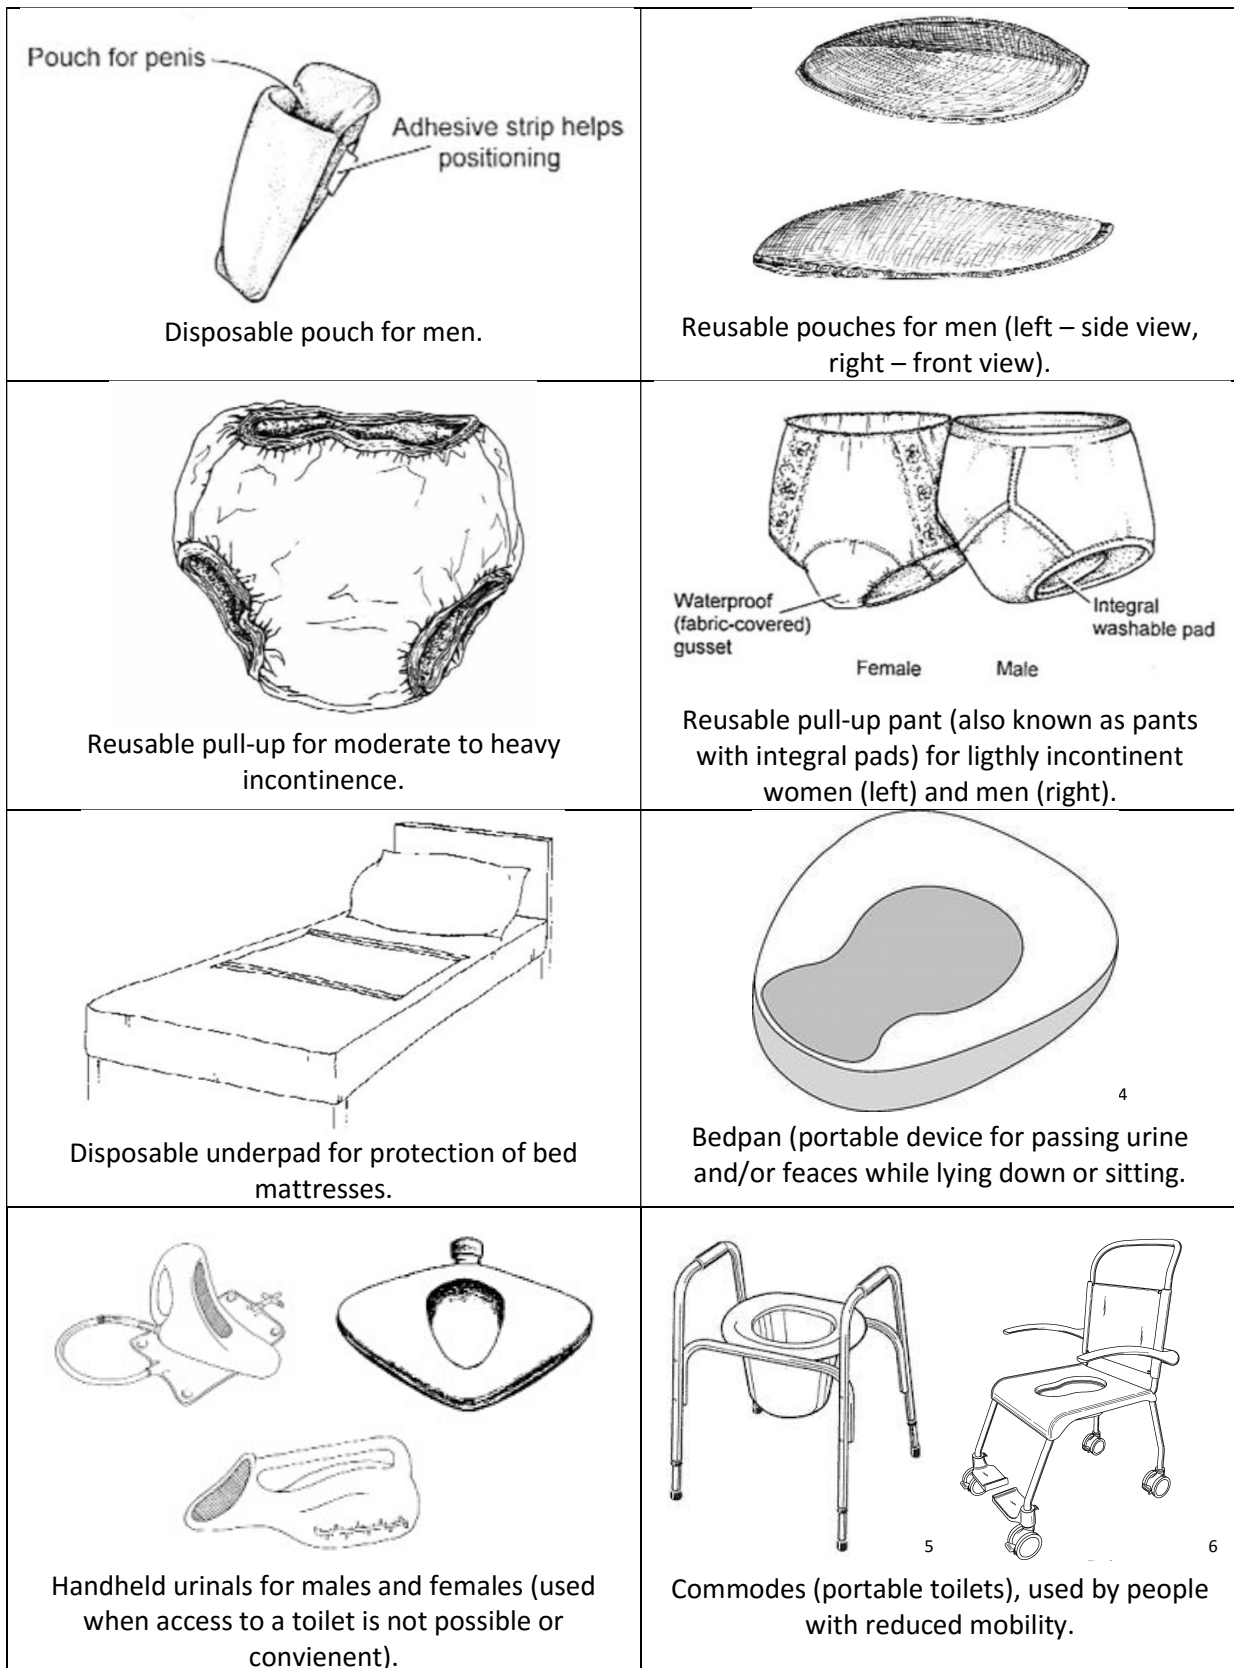 Pouch for penis
Adhesive strip helps
positioning
Disposable pouch for men.
Reusable pouches for men (left – side view,
right – front view).
Reusable pull-up for moderate to heavy
incontinence.
Waterproof
(fabric-covered)
gusset
Integral
washable pad
Female
Male
Reusable pull-up pant (also known as pants
with integral pads) for ligthly incontinent
women (left) and men (right).
Disposable underpad for protection of bed
mattresses.
4
Bedpan (portable device for passing urine
and/or feaces while lying down or sitting.
Handheld urinals for males and females (used
when access to a toilet is not possible or
convienent).
5
6
Commodes (portable toilets), used by people
with reduced mobility.